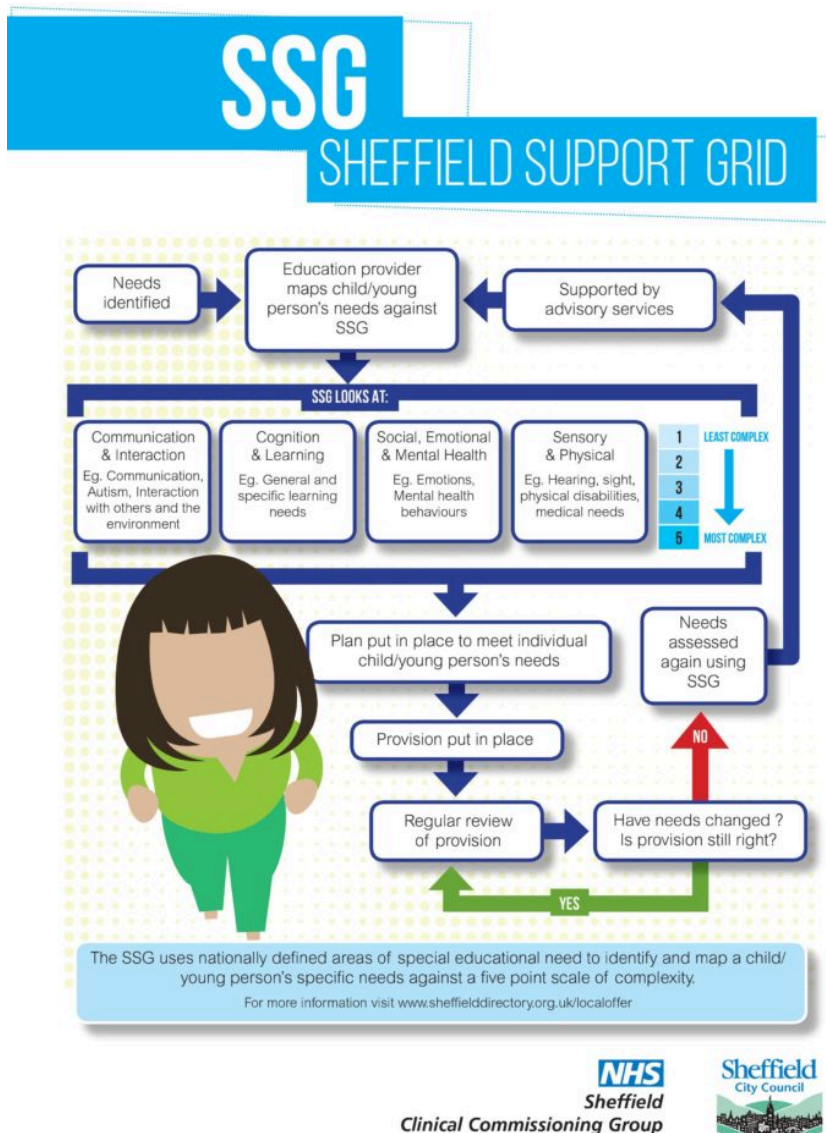 SSG
SHEFFIELD SUPPORT GRID
Needs
identified
Education provider
maps child/young
person's needs against
SSG
Supported by
advisory services
SSG LOOKS AT:
Communication
& Interaction
Eg. Communication,
Autism, Interaction
with others and the
environment
Cognition
& Learning
Eg. General and
specific learning
needs
Social, Emotional
& Mental Health
Eg. Emotions,
Mental health
behaviours
Sensory
& Physical
Eg. Hearing, sight,
physical disabilities,
medical needs
1
2
3
4
5
LEAST COMPLEX
MOST COMPLEX
Plan put in place to meet individual
child/young person's needs
Needs
assessed
again using
SSG
Provision put in place
NO
Regular review
of provision
Have needs changed ?
Is provision still right?
YES
The SSG uses nationally defined areas of special educational need to identify and map a child/
young person's specific needs against a five point scale of complexity.
For more information visit www.sheffielddirectory.org.uk/localoffer
NHS
Sheffield
Clinical Commissioning Group
Sheffield
City Council